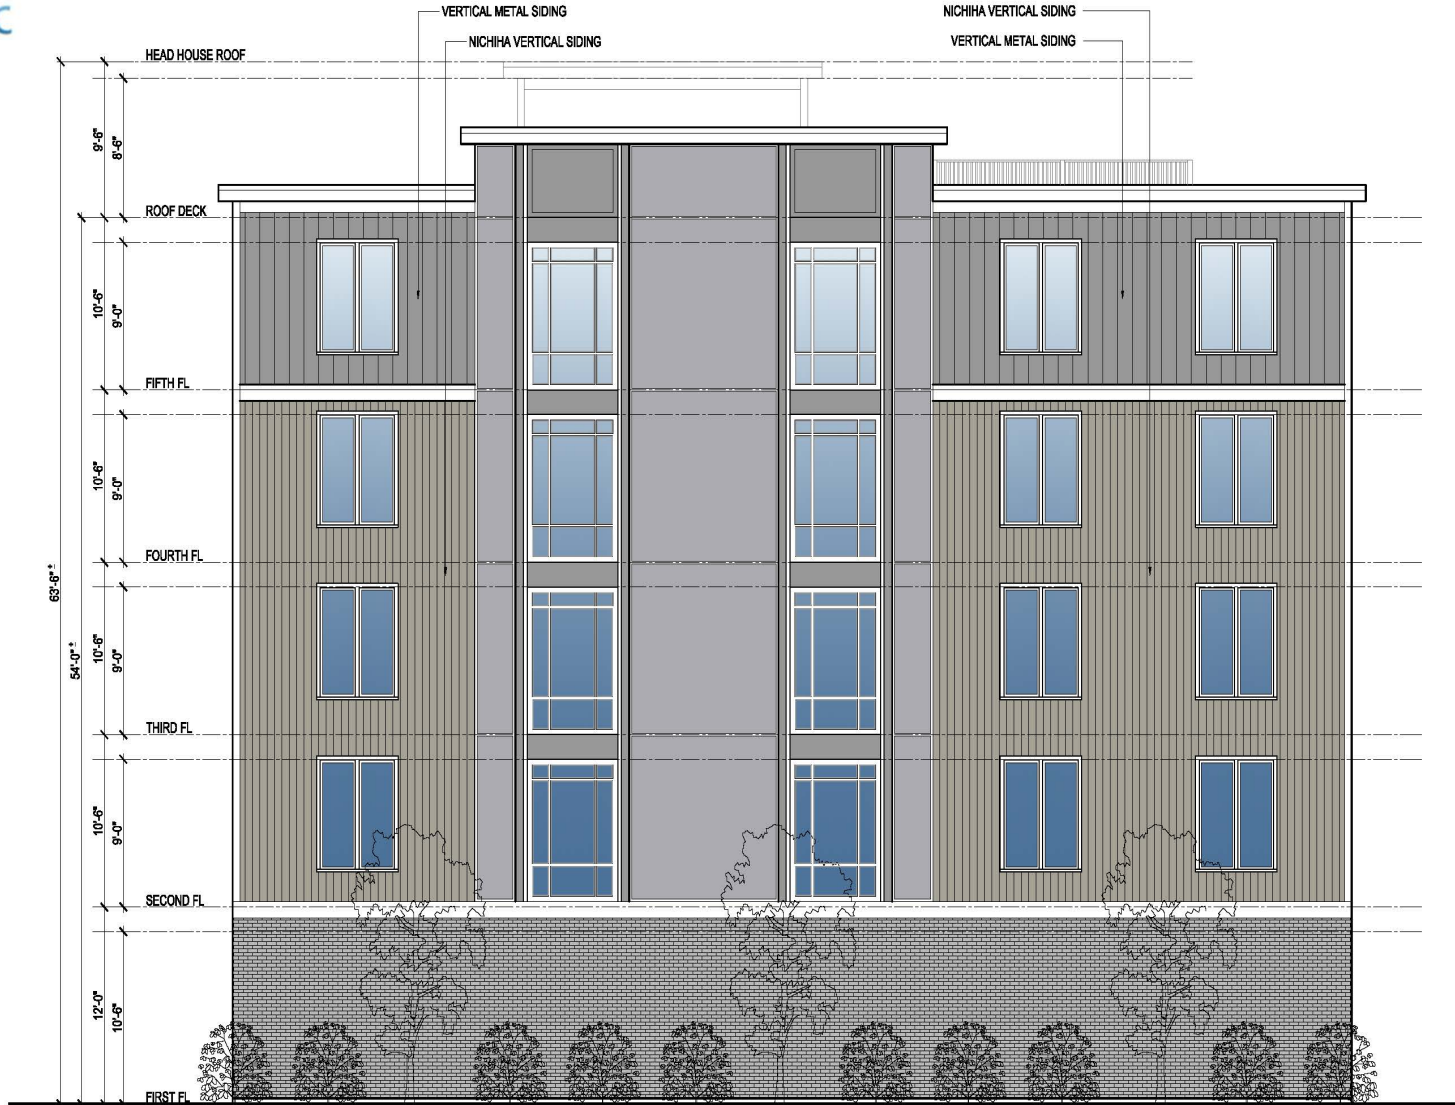 C
VERTICAL METAL SIDING
NICHIHA VERTICAL SIDING
NICHIHA VERTICAL SIDING
VERTICAL METAL SIDING
HEAD HOUSE ROOF
9'-6"
8'-6"
ROOF DECK
10'-6"
9'-0"
FIFTH FL
10'-6"
9'-0"
FOURTH FL
63'-6" ±
54'-0" ±
10'-6"
9'-0"
THIRD FL
10'-6"
9'-0"
SECOND FL
12'-0"
10'-6"
FIRST FL